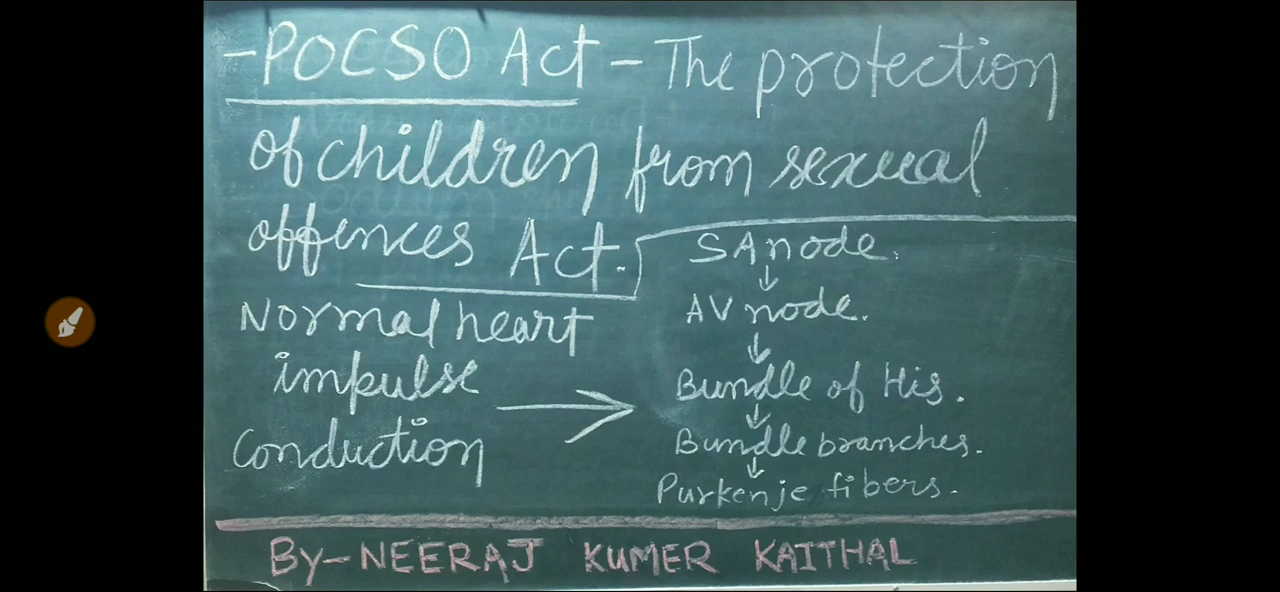 -POCSO Act - The protection
of children from sexual
offences Act.
Normal heart
impulse
Conduction
→
SA node.
↓
AV node.
↓
Bundle of His.
↓
Bundle branches.
↓
Purkenje fibers.
By-NEERAJ KUMER KAITHAL